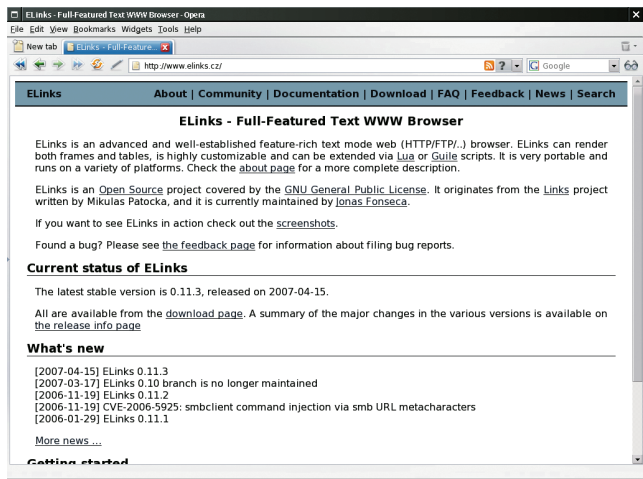 ELinks - Full-Featured Text WWW Browser - Opera
File Edit View Bookmarks Widgets Tools Help
New tab ELinks - Full-Feature...
http://www.elinks.cz/ ? Google
ELinks About | Community | Documentation | Download | FAQ | Feedback | News | Search
ELinks - Full-Featured Text WWW Browser
ELinks is an advanced and well-established feature-rich text mode web (HTTP/FTP/..) browser. ELinks can render
both frames and tables, is highly customizable and can be extended via Lua or Guile scripts. It is very portable and
runs on a variety of platforms. Check the about page for a more complete description.
ELinks is an Open Source project covered by the GNU General Public License. It originates from the Links project
written by Mikulas Patocka, and it is currently maintained by Jonas Fonseca.
If you want to see ELinks in action check out the screenshots.
Found a bug? Please see the feedback page for information about filing bug reports.
Current status of ELinks
The latest stable version is 0.11.3, released on 2007-04-15.
All are available from the download page. A summary of the major changes in the various versions is available on
the release info page
What's new
[2007-04-15] ELinks 0.11.3
[2007-03-17] ELinks 0.10 branch is no longer maintained
[2006-11-19] ELinks 0.11.2
[2006-11-19] CVE-2006-5925: smbclient command injection via smb URL metacharacters
[2006-01-29] ELinks 0.11.1
More news ...
Getting started